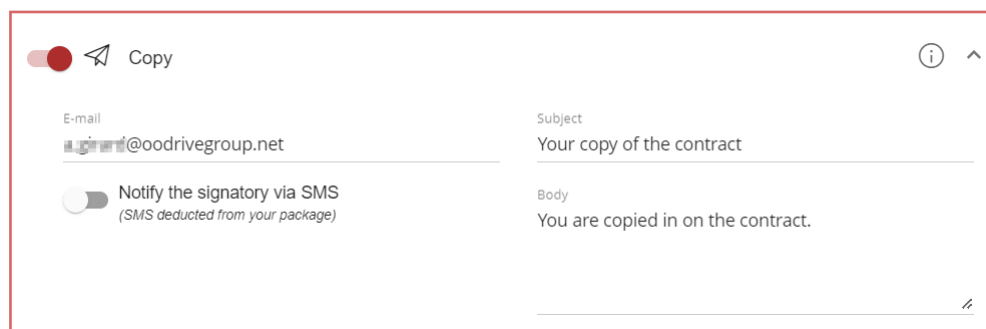 Copy
E-mail
@oodrivegroup.net
Notify the signatory via SMS
(SMS deducted from your package)
Subject
Your copy of the contract
Body
You are copied in on the contract.